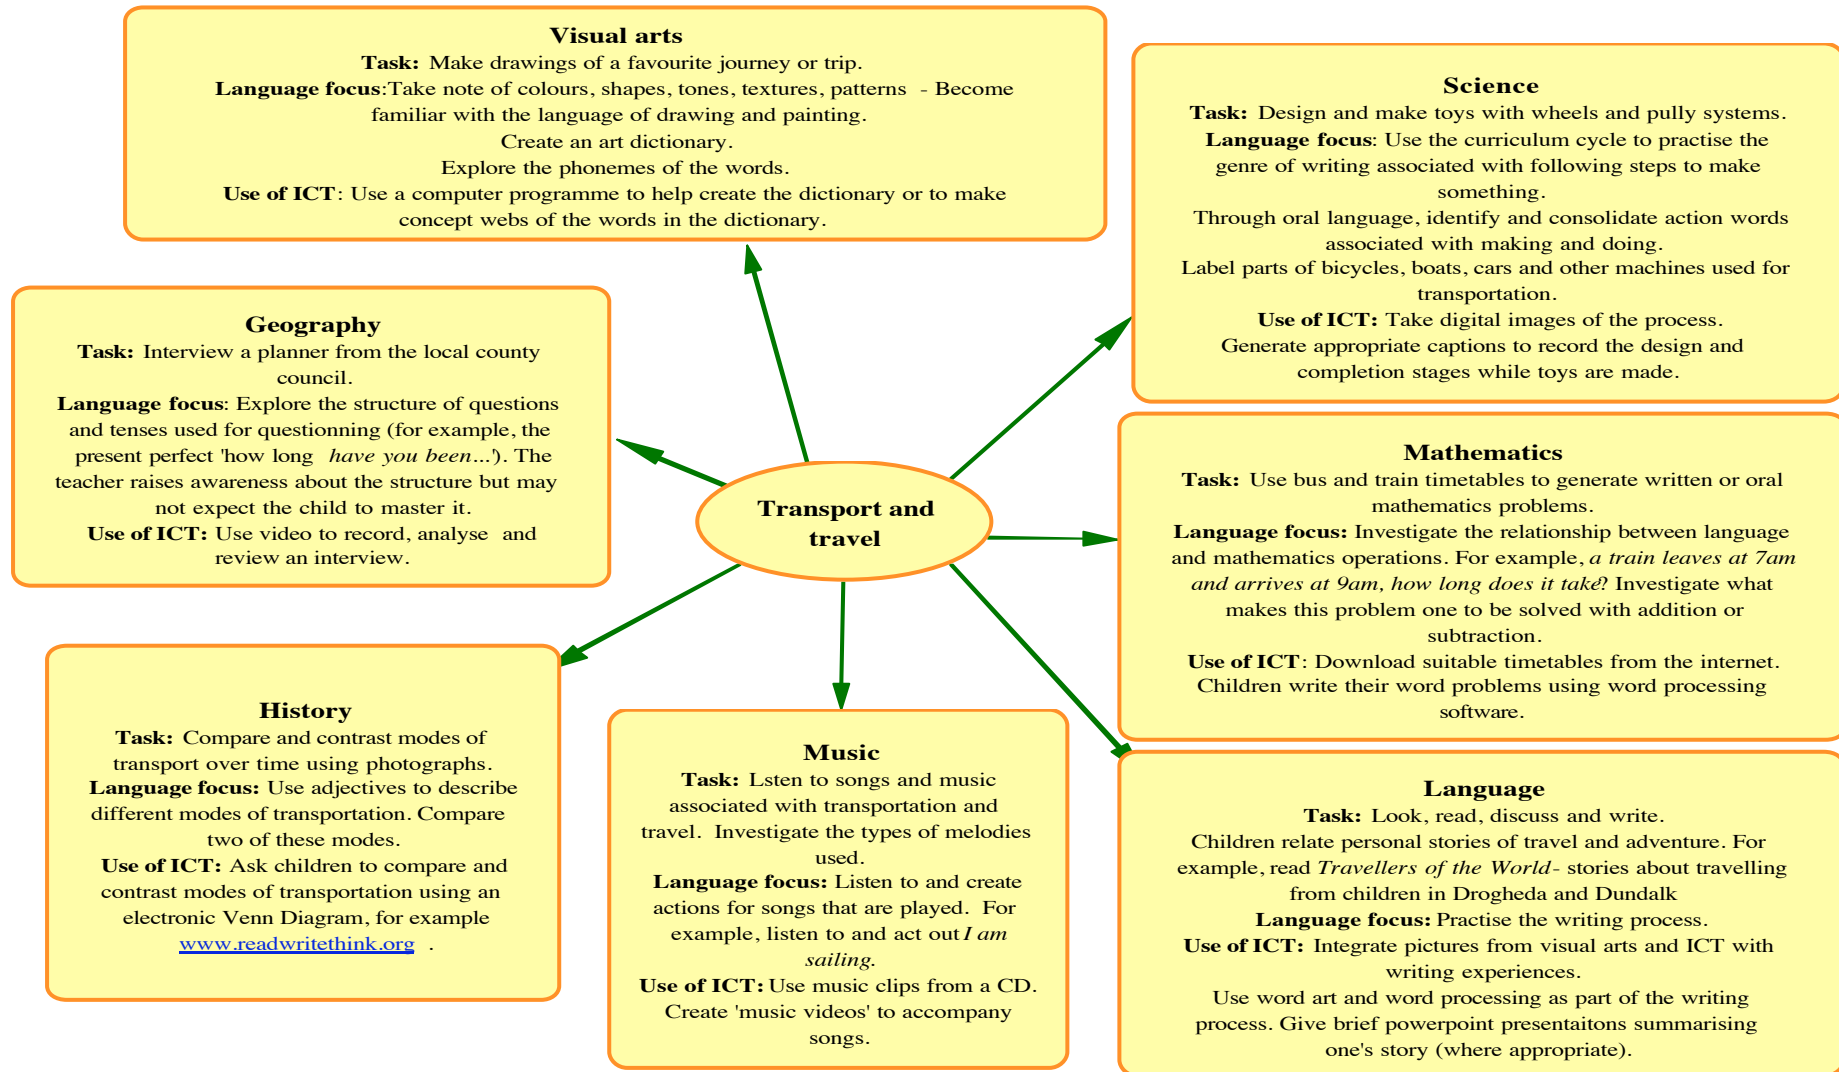 Visual arts
Task: Make drawings of a favourite journey or trip.
Language focus:Take note of colours, shapes, tones, textures, patterns - Become
familiar with the language of drawing and painting.
Create an art dictionary.
Explore the phonemes of the words.
Use of ICT: Use a computer programme to help create the dictionary or to make
concept webs of the words in the dictionary.
Science
Task: Design and make toys with wheels and pully systems.
Language focus: Use the curriculum cycle to practise the
genre of writing associated with following steps to make
something.
Through oral language, identify and consolidate action words
associated with making and doing.
Label parts of bicycles, boats, cars and other machines used for
transportation.
Use of ICT: Take digital images of the process.
Generate appropriate captions to record the design and
completion stages while toys are made.
Geography
Task: Interview a planner from the local county
council.
Language focus: Explore the structure of questions
and tenses used for questionning (for example, the
present perfect 'how long have you been...'). The
teacher raises awareness about the structure but may
not expect the child to master it.
Use of ICT: Use video to record, analyse and
review an interview.
Transport and
travel
Mathematics
Task: Use bus and train timetables to generate written or oral
mathematics problems.
Language focus: Investigate the relationship between language
and mathematics operations. For example, a train leaves at 7am
and arrives at 9am, how long does it take? Investigate what
makes this problem one to be solved with addition or
subtraction.
Use of ICT: Download suitable timetables from the internet.
Children write their word problems using word processing
software.
History
Task: Compare and contrast modes of
transport over time using photographs.
Language focus: Use adjectives to describe
different modes of transportation. Compare
two of these modes.
Use of ICT: Ask children to compare and
contrast modes of transportation using an
electronic Venn Diagram, for example
www.readwritethink.org .
Music
Task: Lsten to songs and music
associated with transportation and
travel. Investigate the types of melodies
used.
Language focus: Listen to and create
actions for songs that are played. For
example, listen to and act out I am
sailing.
Use of ICT: Use music clips from a CD.
Create 'music videos' to accompany
songs.
Language
Task: Look, read, discuss and write.
Children relate personal stories of travel and adventure. For
example, read Travellers of the World - stories about travelling
from children in Drogheda and Dundalk
Language focus: Practise the writing process.
Use of ICT: Integrate pictures from visual arts and ICT with
writing experiences.
Use word art and word processing as part of the writing
process. Give brief powerpoint presentaitons summarising
one's story (where appropriate).